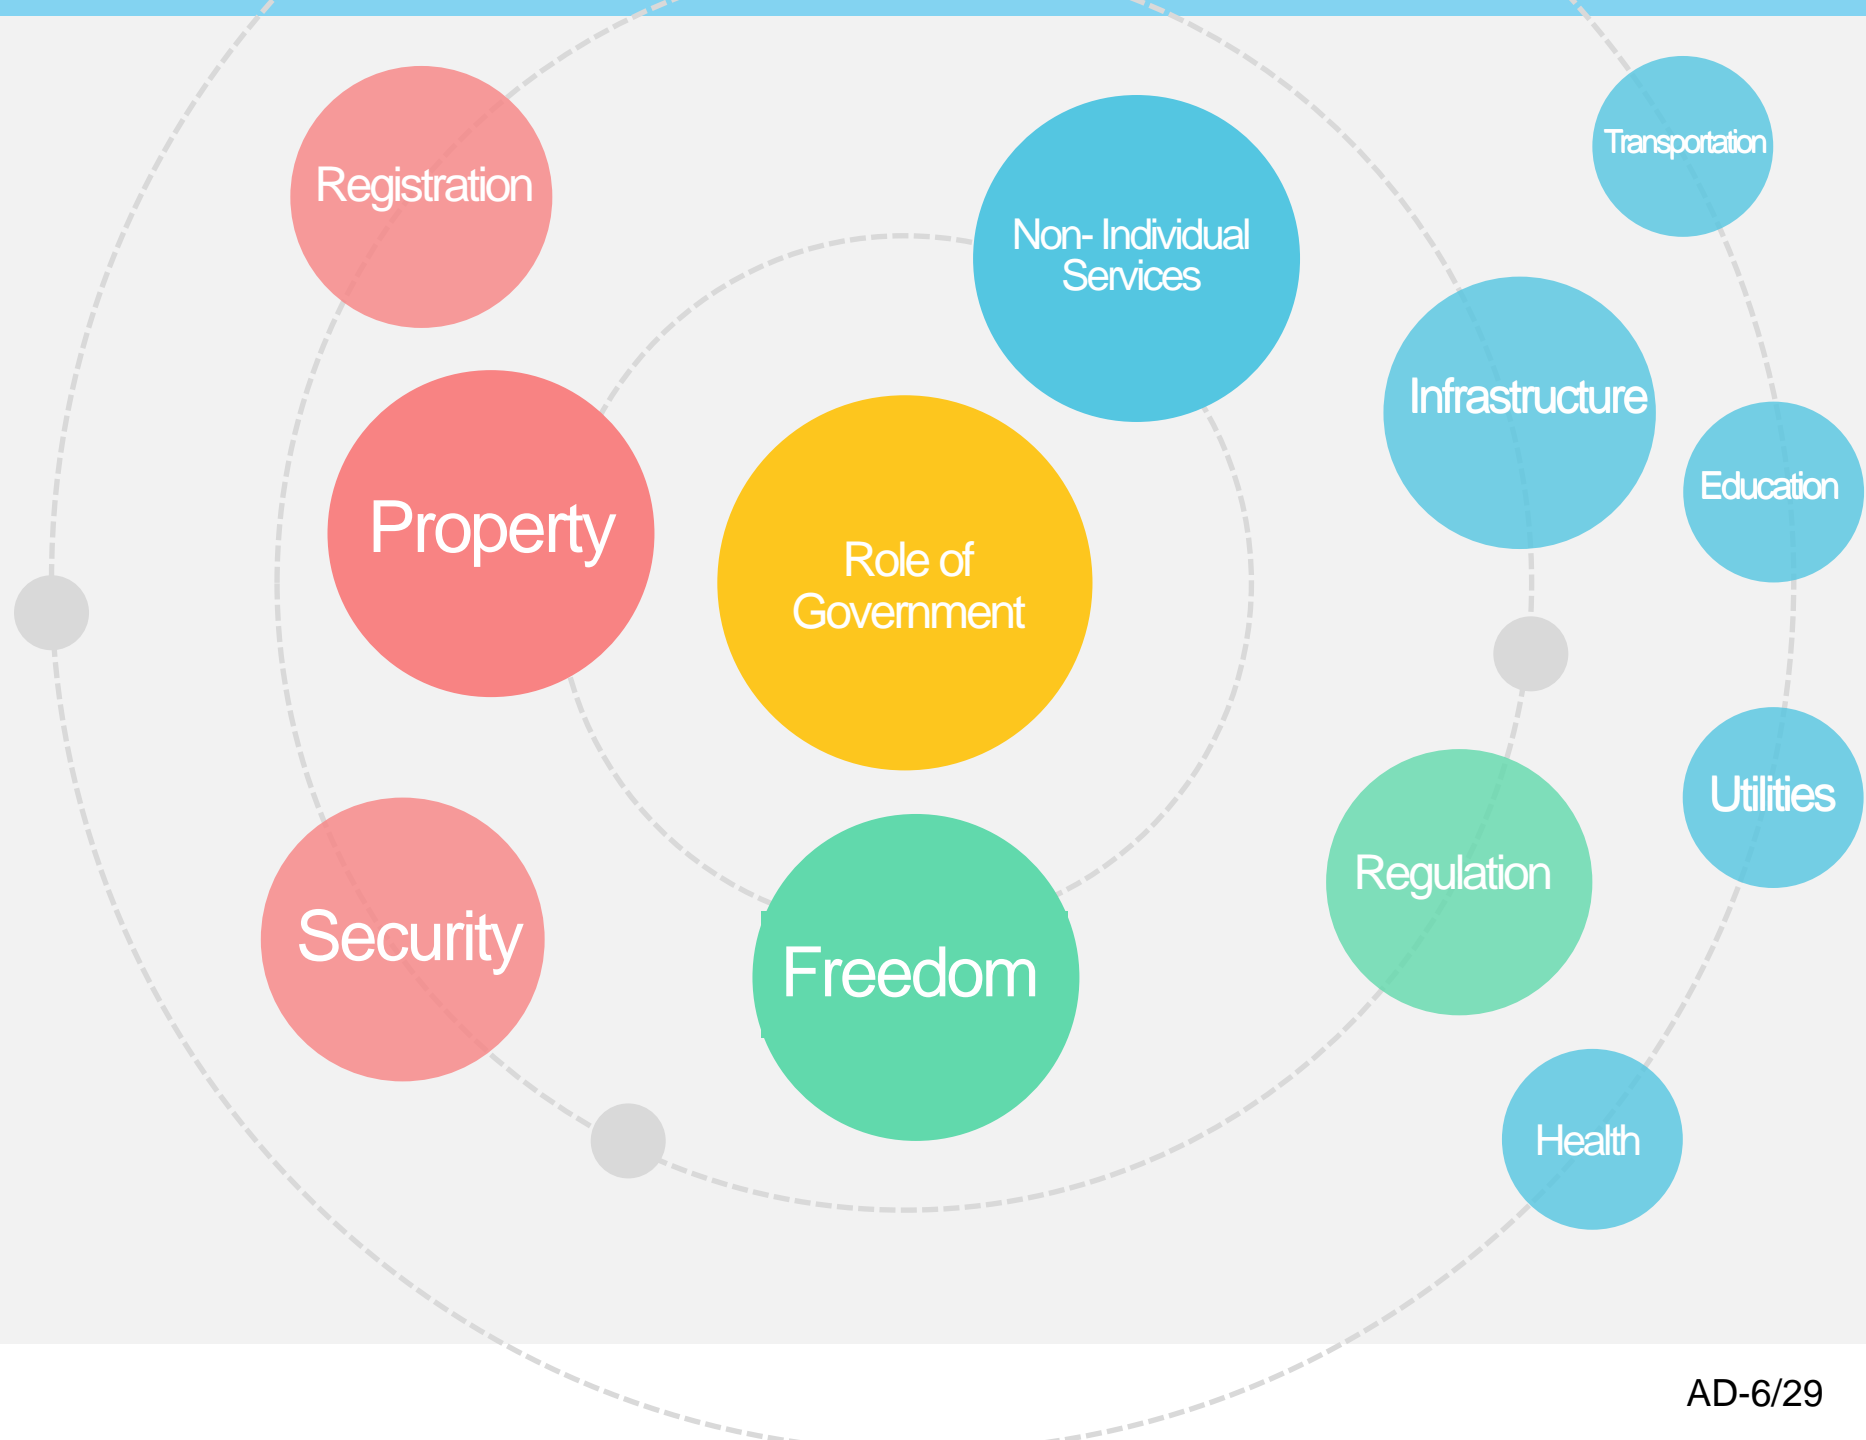 Registration
Transportation
Non- Individual
Services
Infrastructure
Education
Property
Role of
Government
Utilities
Regulation
Security
Freedom
Health
AD-6/29